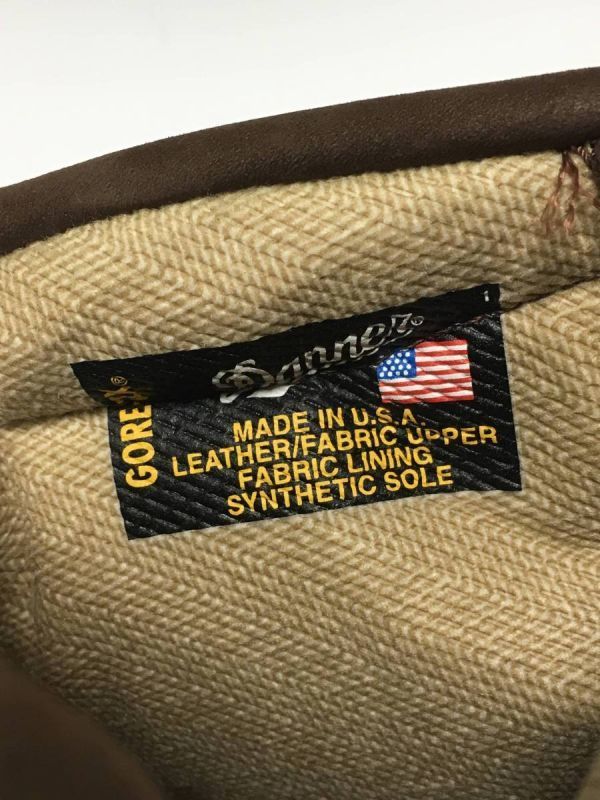 Danner®
GORE-TEX®
MADE IN U.S.A.
LEATHER/FABRIC UPPER
FABRIC LINING
SYNTHETIC SOLE